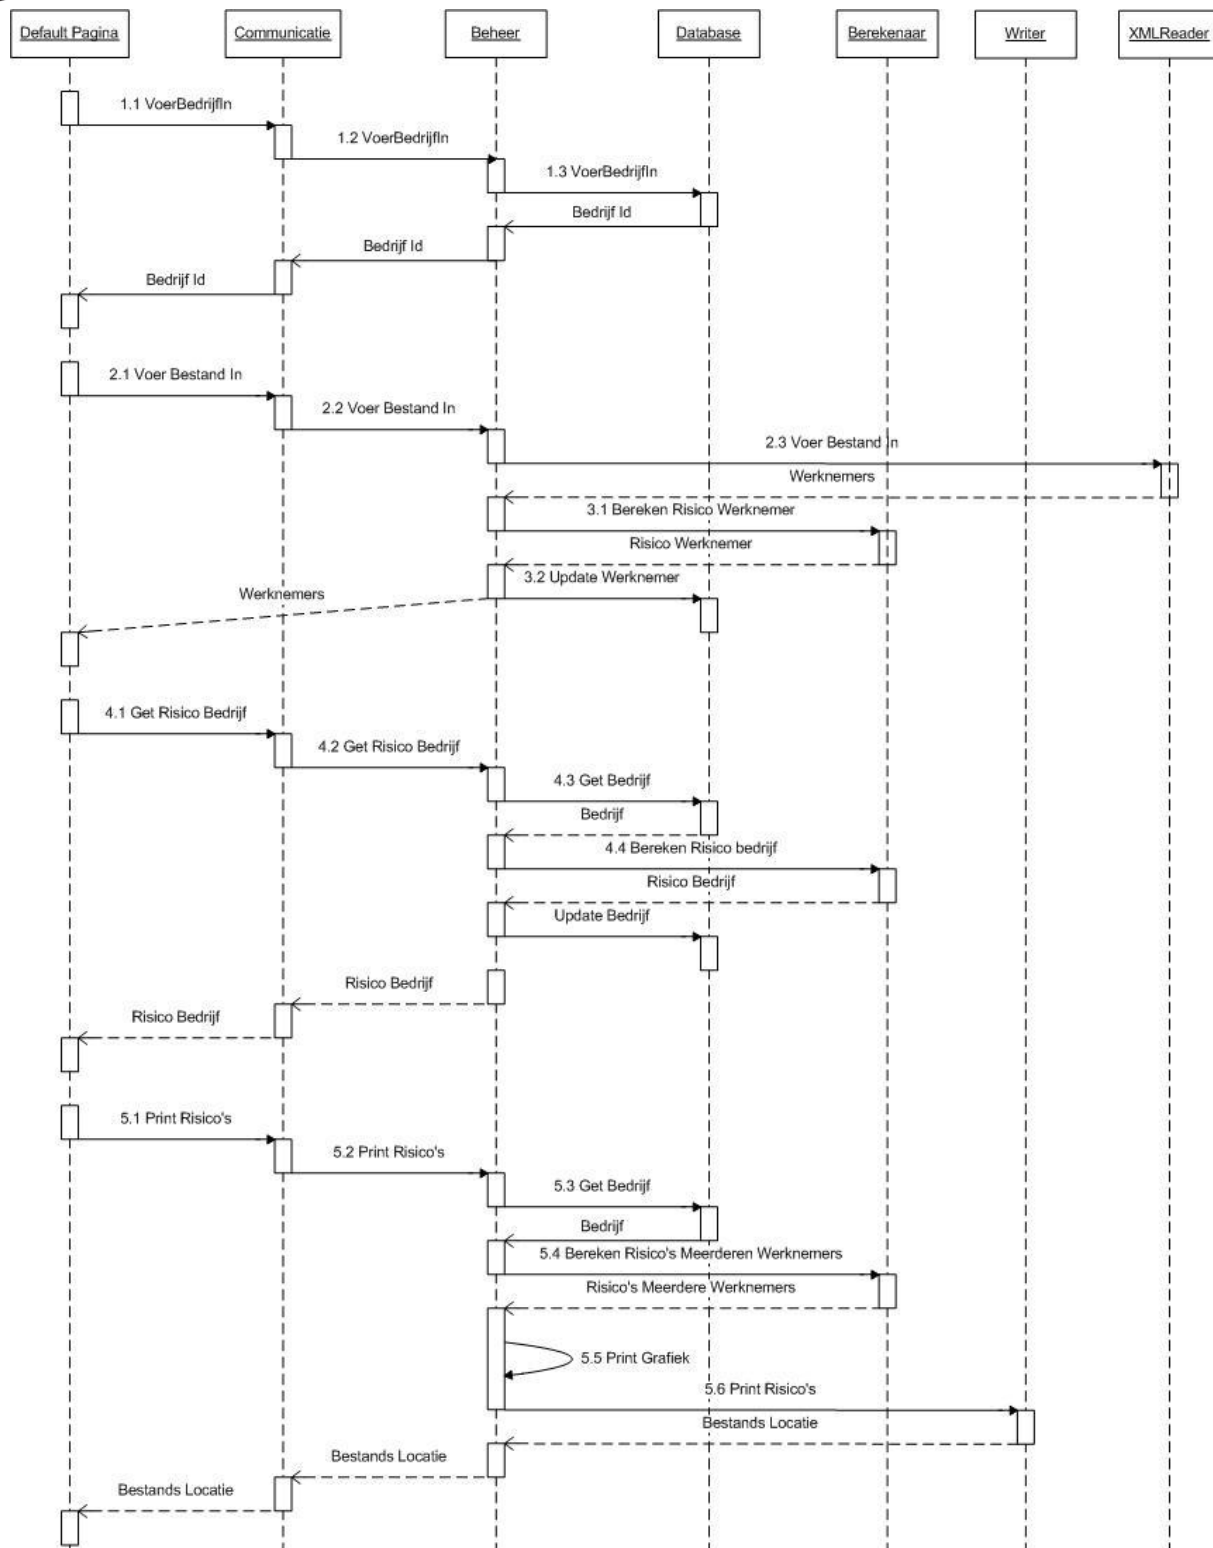 Default Pagina
Communicatie
Beheer
Database
Berekenaar
Writer
XMLReader
1.1 VoerBedrijfIn
1.2 VoerBedrijfIn
1.3 VoerBedrijfIn
Bedrijf Id
Bedrijf Id
Bedrijf Id
2.1 Voer Bestand In
2.2 Voer Bestand In
2.3 Voer Bestand In
Werknemers
3.1 Bereken Risico Werknemer
Risico Werknemer
3.2 Update Werknemer
Werknemers
4.1 Get Risico Bedrijf
4.2 Get Risico Bedrijf
4.3 Get Bedrijf
Bedrijf
4.4 Bereken Risico bedrijf
Risico Bedrijf
Update Bedrijf
Risico Bedrijf
Risico Bedrijf
5.1 Print Risico's
5.2 Print Risico's
5.3 Get Bedrijf
Bedrijf
5.4 Bereken Risico's Meerderen Werknemers
Risico's Meerdere Werknemers
5.5 Print Grafiek
5.6 Print Risico's
Bestands Locatie
Bestands Locatie
Bestands Locatie